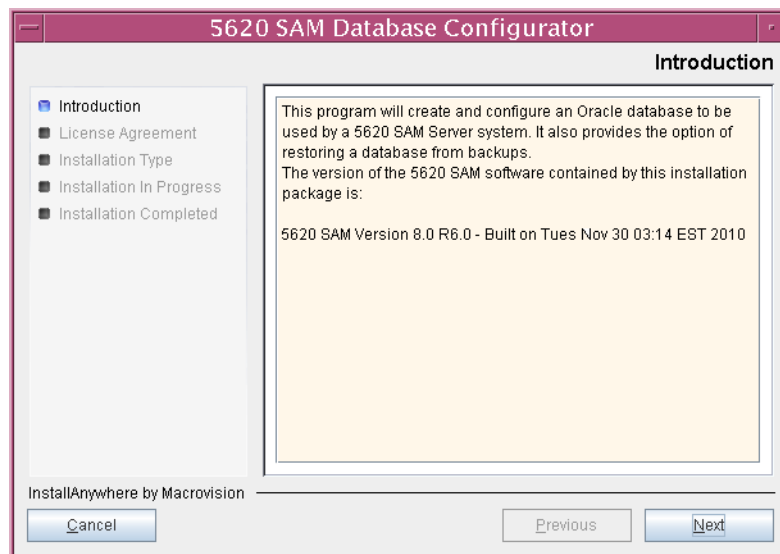 5620 SAM Database Configurator
Introduction
Introduction
License Agreement
Installation Type
Installation In Progress
Installation Completed
This program will create and configure an Oracle database to be
used by a 5620 SAM Server system. It also provides the option of
restoring a database from backups.
The version of the 5620 SAM software contained by this installation
package is:
5620 SAM Version 8.0 R6.0 - Built on Tues Nov 30 03:14 EST 2010
InstallAnywhere by Macrovision
Cancel
Previous
Next